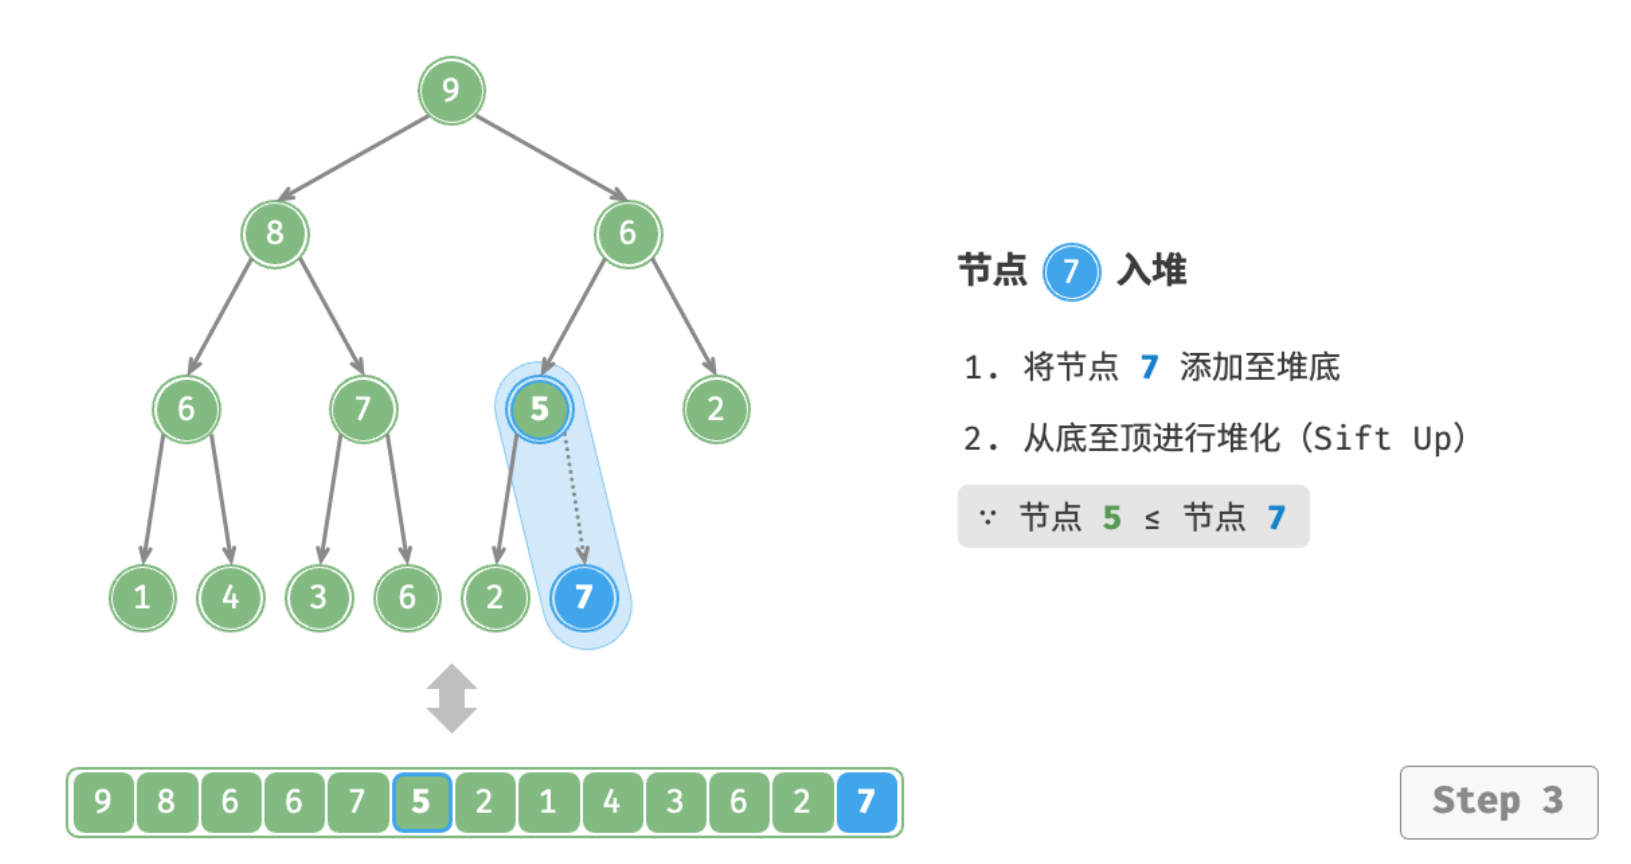 9
8 6
6 7 5 2
1 4 3 6 2 7
9 8 6 6 7 5 2 1 4 3 6 2 7
节点 7 入堆
1. 将节点 7 添加至堆底
2. 从底至顶进行堆化（Sift Up）
∵ 节点 5 ≤ 节点 7
Step 3